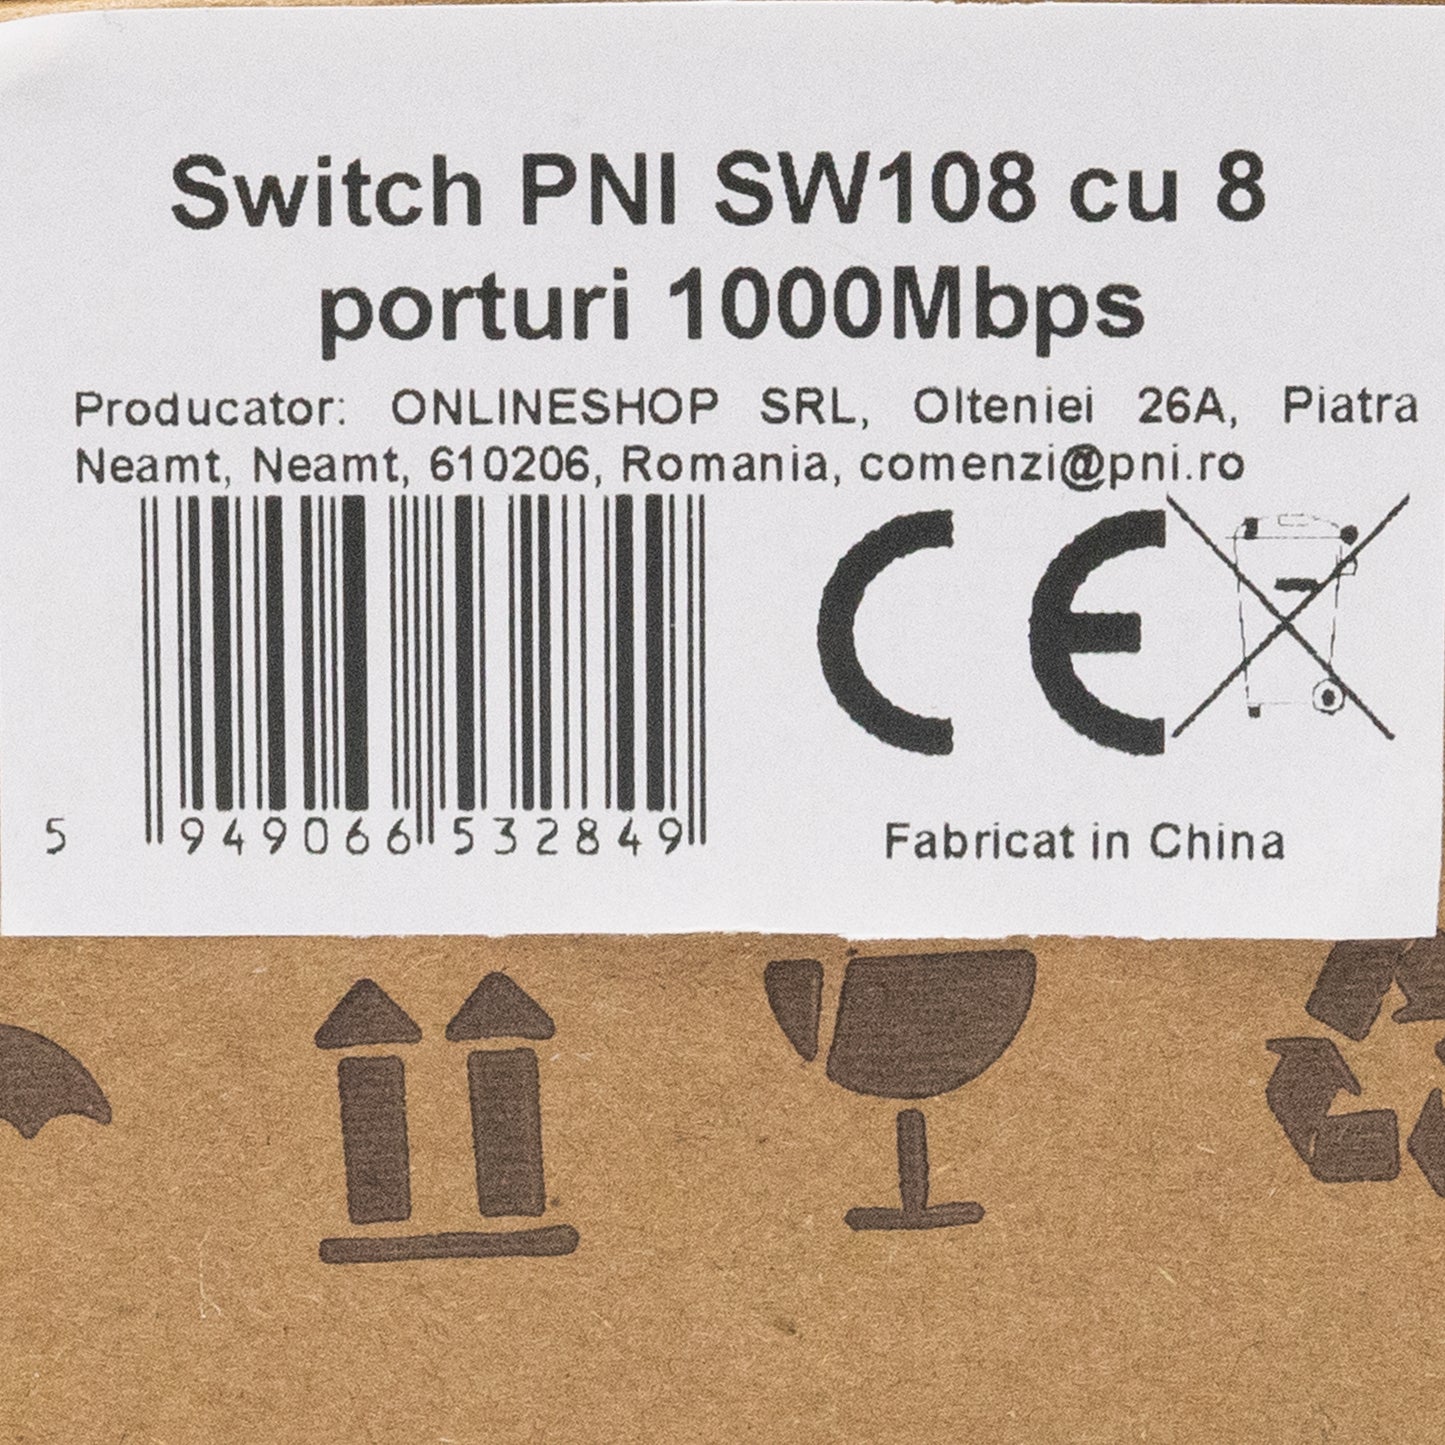 Switch PNI SW108 cu 8
porturi 1000Mbps
Producator: ONLINESHOP SRL, Olteniei 26A, Piatra
Neamt, Neamt, 610206, Romania, comenzi@pni.ro
CE
5 949066 532849
Fabricat in China